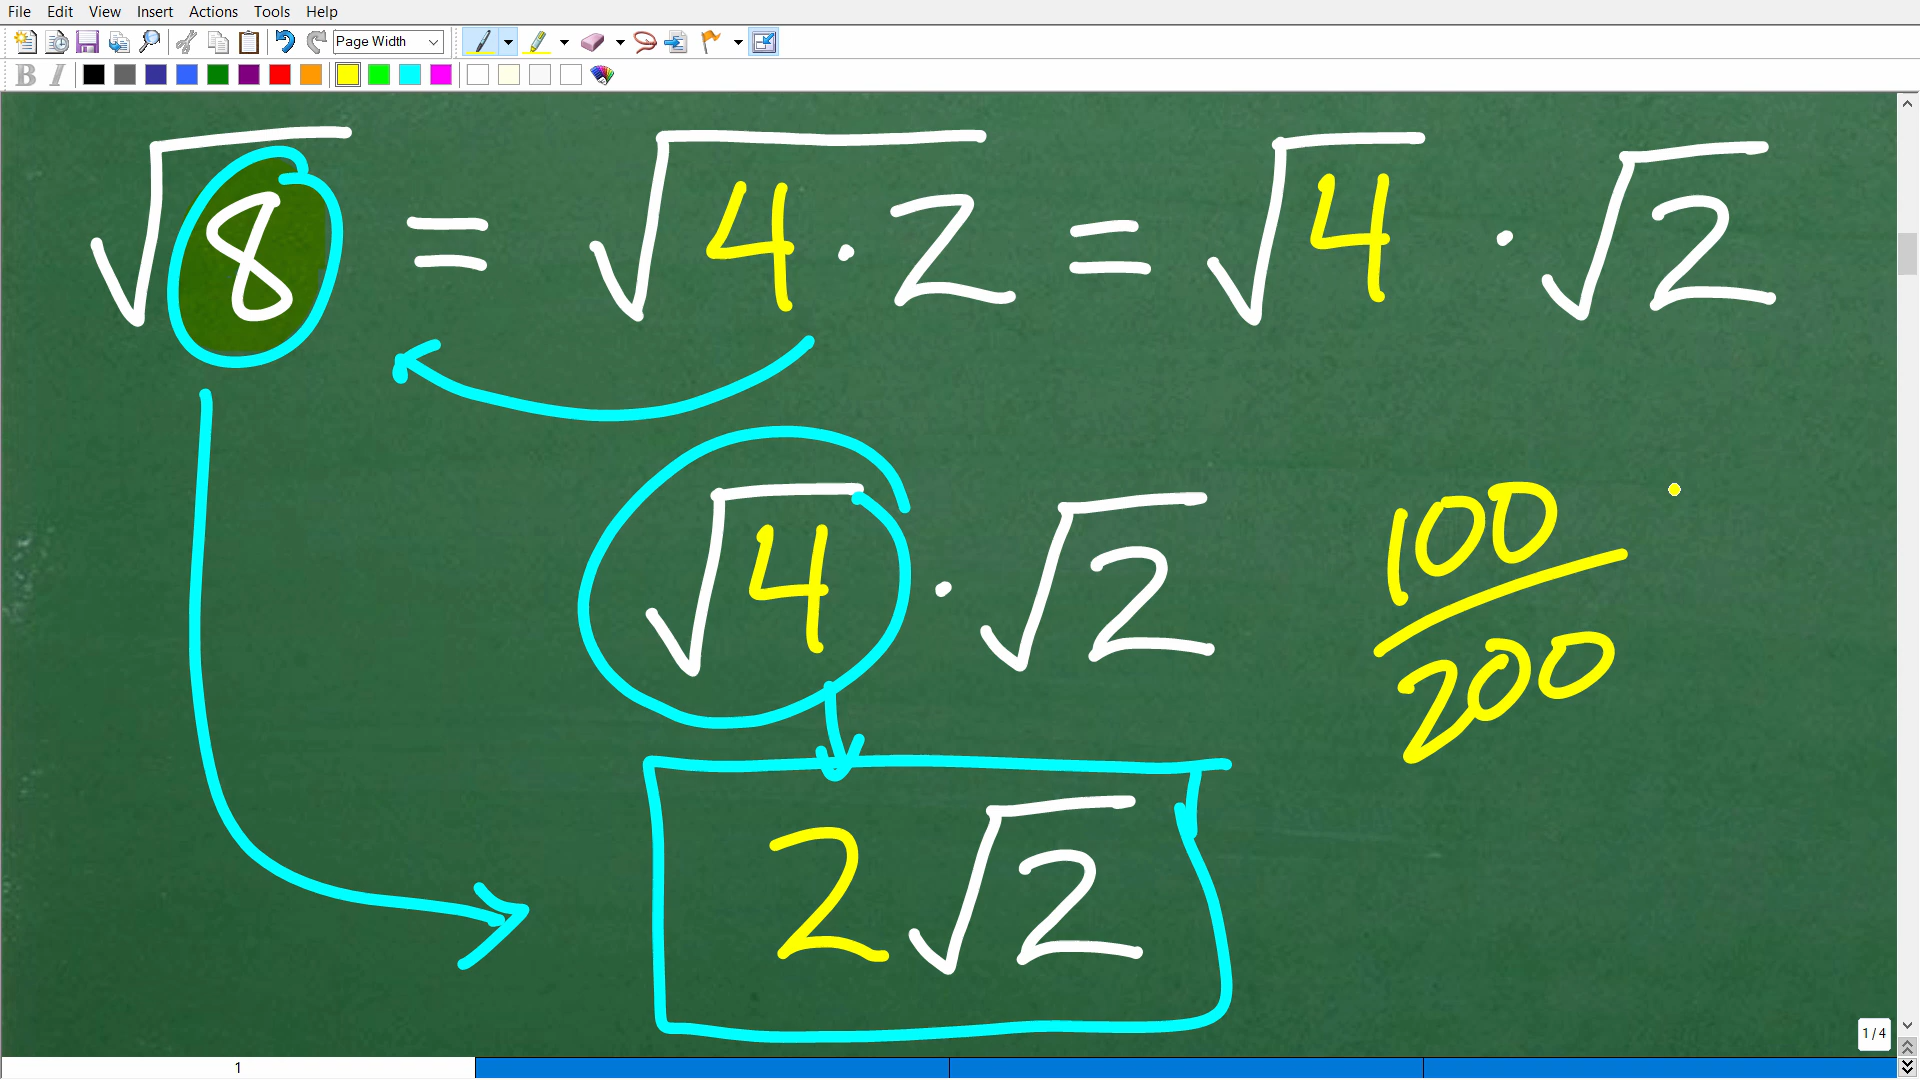 File Edit View Insert Actions Tools Help
Page Width
B I
√8 = √4 · 2 = √4 · √2
√4 · √2
100
200
2√2
1 / 4
1